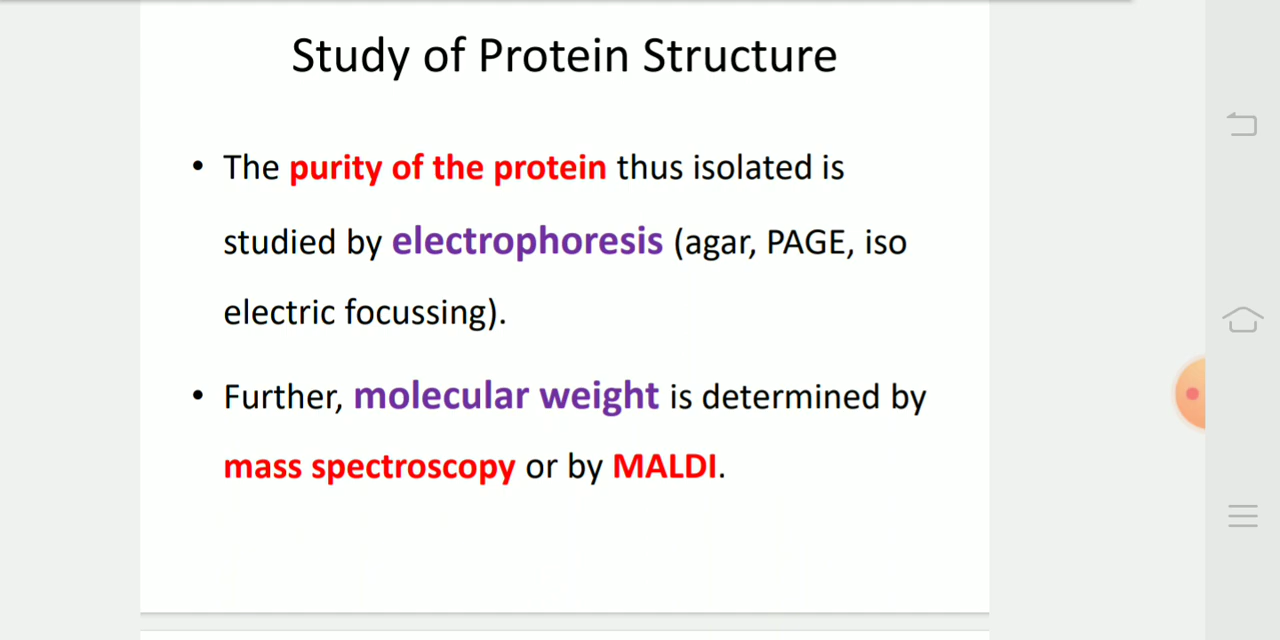 Study of Protein Structure
• The purity of the protein thus isolated is
studied by electrophoresis (agar, PAGE, iso
electric focussing).
• Further, molecular weight is determined by
mass spectroscopy or by MALDI.